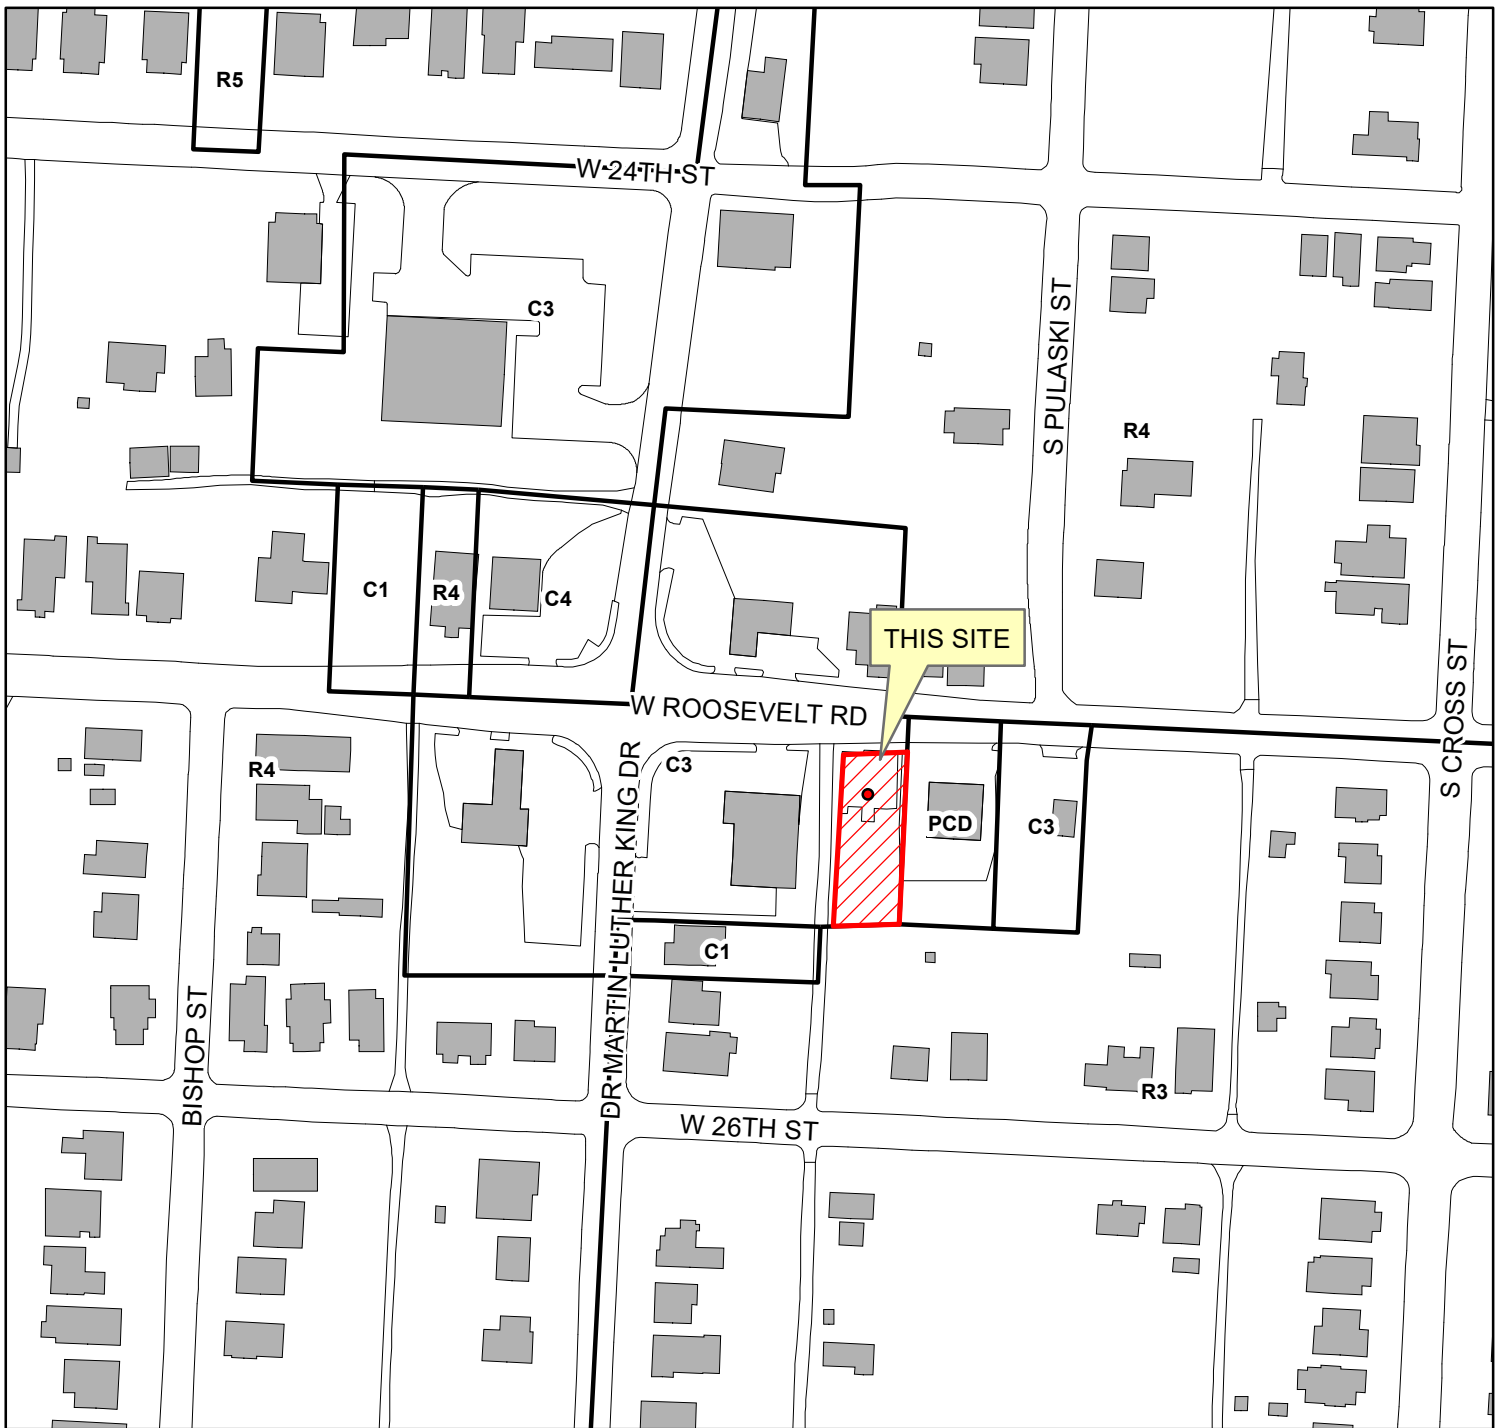 R5
W 24TH ST
C3
S PULASKI ST
R4
C1
R4
C4
THIS SITE
W ROOSEVELT RD
S CROSS ST
R4
C3
PCD
C3
DR MARTIN LUTHER KING DR
C1
BISHOP ST
R3
W 26TH ST